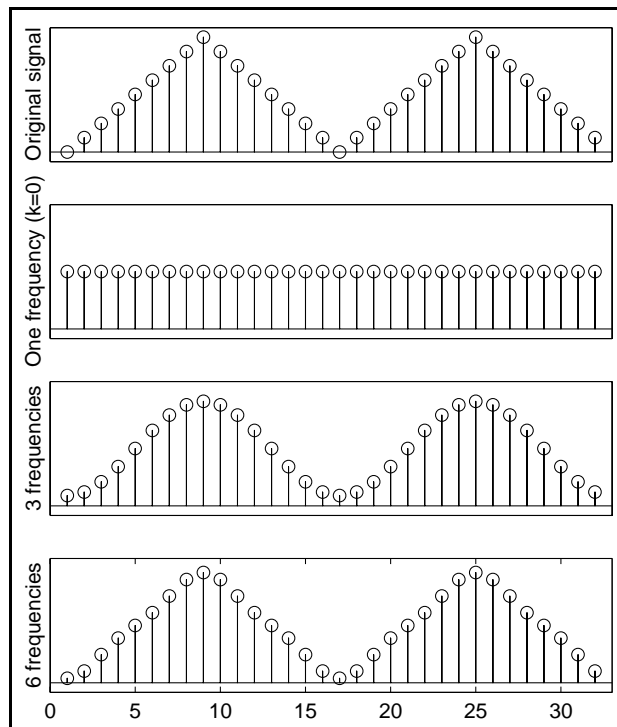 Original signal
One frequency (k=0)
3 frequencies
6 frequencies
0 5 10 15 20 25 30